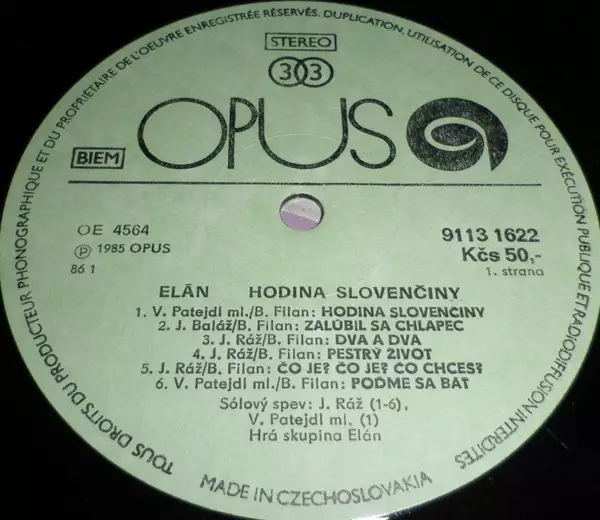 TOUS DROITS DU PRODUCTEUR PHONOGRAPHIQUE ET DU PROPRIETAIRE DE L'OEUVRE ENREGISTRÉE RÉSERVÉS. DUPLICATION, UTILISATION DE CE DISQUE POUR EXÉCUTION PUBLIQUE ET RADIODIFFUSION INTERDITES
STEREO
33
OPUS
BIEM
OE 4564
℗ 1985 OPUS
86 1
9113 1622
Kčs 50,-
1. strana
ELÁN HODINA SLOVENČINY
1. V. Patejdl ml./B. Filan: HODINA SLOVENČINY
2. J. Baláž/B. Filan: ZAĽÚBIL SA CHLAPEC
3. J. Ráž/B. Filan: DVA A DVA
4. J. Ráž/B. Filan: PESTRÝ ŽIVOT
5. J. Ráž/B. Filan: ČO JE? ČO JE? ČO CHCEŠ?
6. V. Patejdl ml./B. Filan: POĎME SA BÁŤ
Sólový spev: J. Ráž (1-6),
V. Patejdl ml. (1)
Hrá skupina Elán
MADE IN CZECHOSLOVAKIA